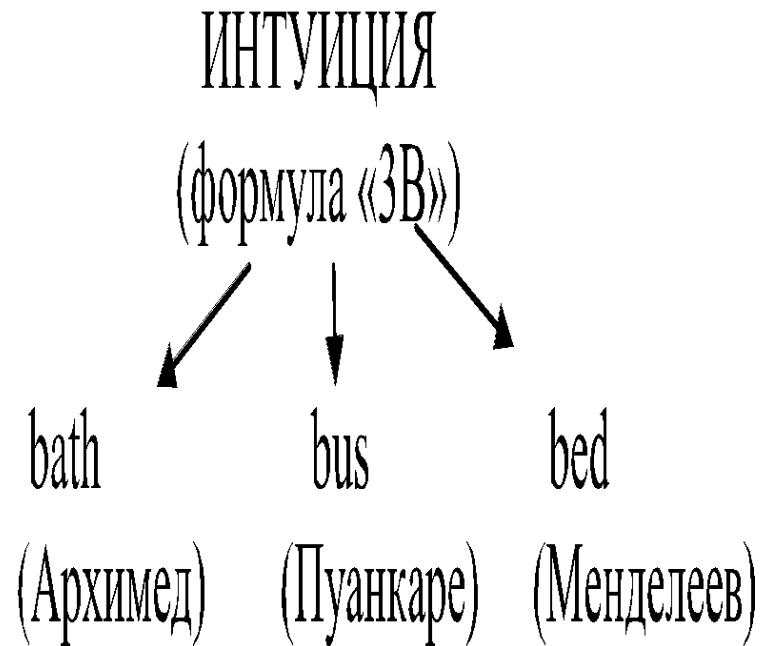 ИНТУИЦИЯ
(формула «3В»)
bath bus bed
(Архимед) (Пуанкаре) (Менделеев)